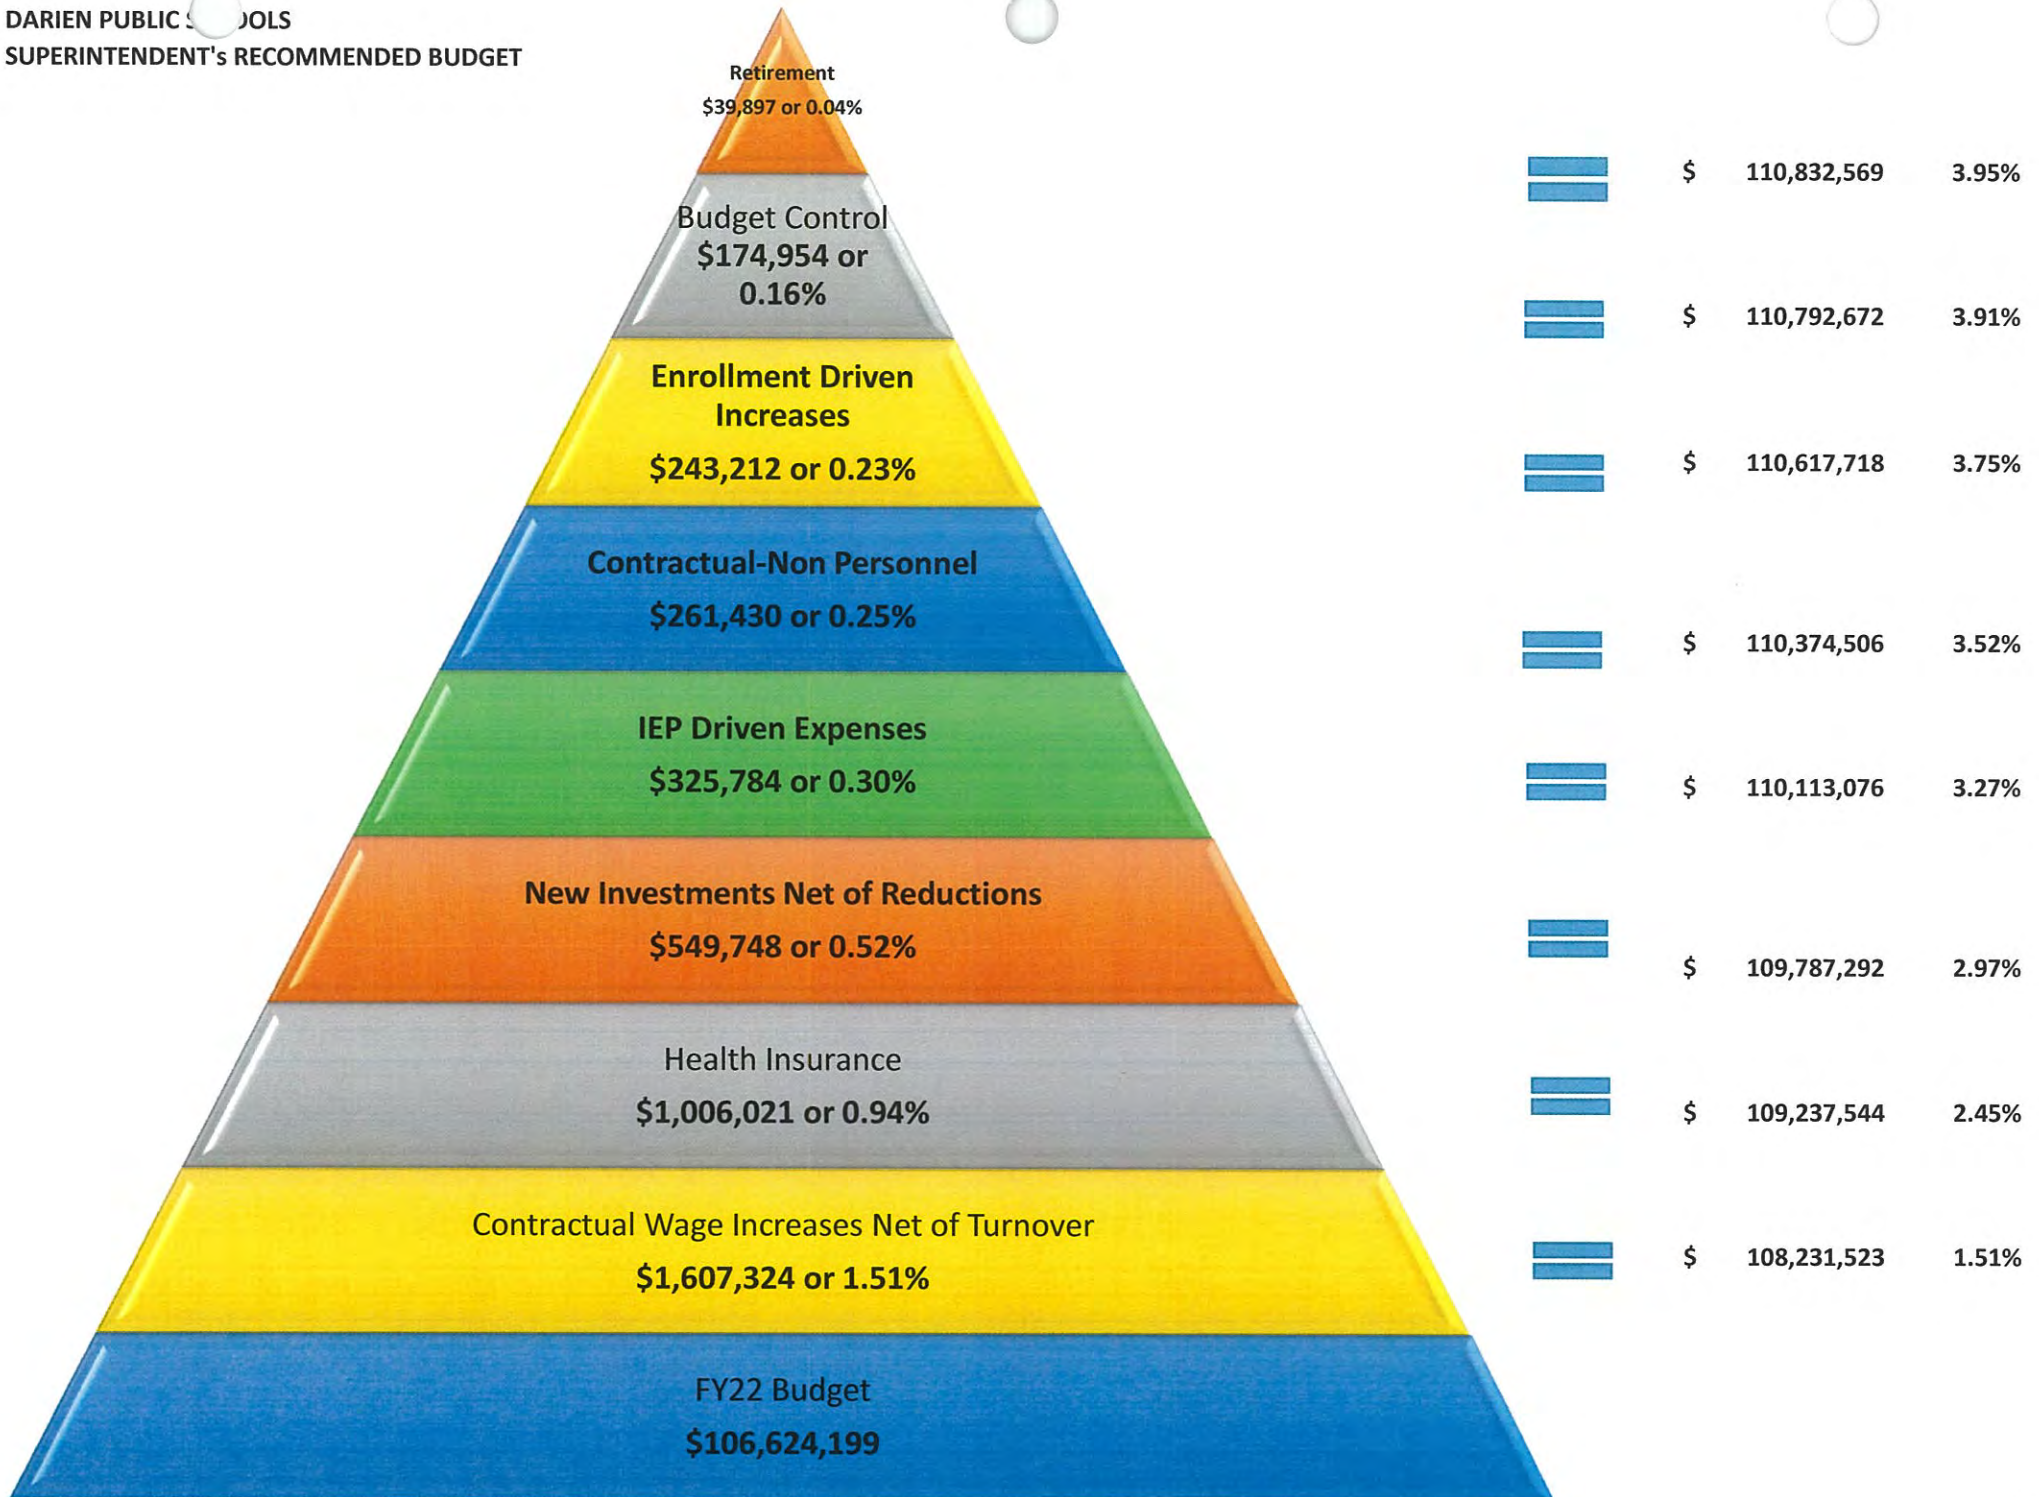 DARIEN PUBLIC
SUPERINTENDENT's RECOMMENDED BUDGET
Retirement
$39,897 or 0.04%
$ 110,832,569 3.95%
Budget Control
$174,954 or
0.16%
$ 110,792,672 3.91%
Enrollment Driven
Increases
$243,212 or 0.23%
$ 110,617,718 3.75%
Contractual-Non Personnel
$261,430 or 0.25%
$ 110,374,506 3.52%
IEP Driven Expenses
$325,784 or 0.30%
$ 110,113,076 3.27%
New Investments Net of Reductions
$549,748 or 0.52%
$ 109,787,292 2.97%
Health Insurance
$1,006,021 or 0.94%
$ 109,237,544 2.45%
Contractual Wage Increases Net of Turnover
$1,607,324 or 1.51%
$ 108,231,523 1.51%
FY22 Budget
$106,624,199